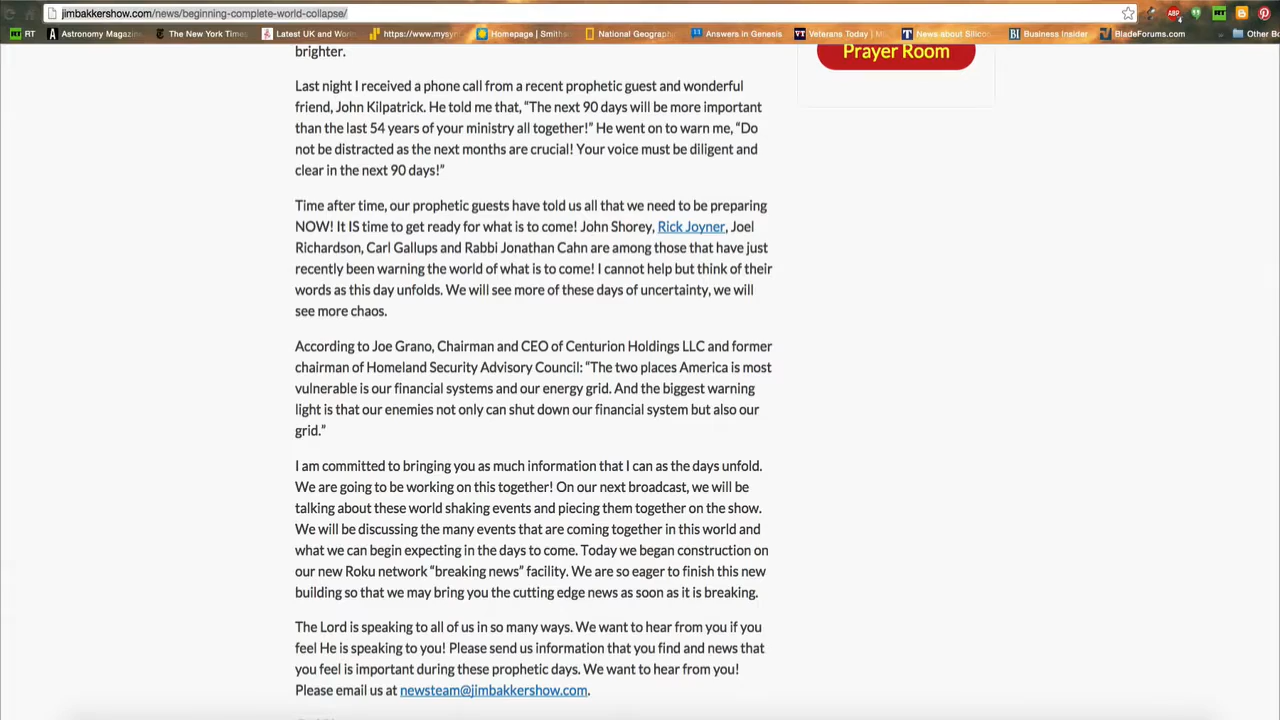 jimbakkershow.com/news/beginning-complete-world-collapse/
RT Astronomy Magazin The New York Times Latest UK and Worl https://www.mysyn Homepage | Smiths National Geograph Answers in Genesis Veterans Today | Mi News about Silicon Business Insider BladeForums.com Other Bo
brighter.
Prayer Room
Last night I received a phone call from a recent prophetic guest and wonderful
friend, John Kilpatrick. He told me that, “The next 90 days will be more important
than the last 54 years of your ministry all together!” He went on to warn me, “Do
not be distracted as the next months are crucial! Your voice must be diligent and
clear in the next 90 days!”
Time after time, our prophetic guests have told us all that we need to be preparing
NOW! It IS time to get ready for what is to come! John Shorey, Rick Joyner, Joel
Richardson, Carl Gallups and Rabbi Jonathan Cahn are among those that have just
recently been warning the world of what is to come! I cannot help but think of their
words as this day unfolds. We will see more of these days of uncertainty, we will
see more chaos.
According to Joe Grano, Chairman and CEO of Centurion Holdings LLC and former
chairman of Homeland Security Advisory Council: “The two places America is most
vulnerable is our financial systems and our energy grid. And the biggest warning
light is that our enemies not only can shut down our financial system but also our
grid.”
I am committed to bringing you as much information that I can as the days unfold.
We are going to be working on this together! On our next broadcast, we will be
talking about these world shaking events and piecing them together on the show.
We will be discussing the many events that are coming together in this world and
what we can begin expecting in the days to come. Today we began construction on
our new Roku network “breaking news” facility. We are so eager to finish this new
building so that we may bring you the cutting edge news as soon as it is breaking.
The Lord is speaking to all of us in so many ways. We want to hear from you if you
feel He is speaking to you! Please send us information that you find and news that
you feel is important during these prophetic days. We want to hear from you!
Please email us at newsteam@jimbakkershow.com.